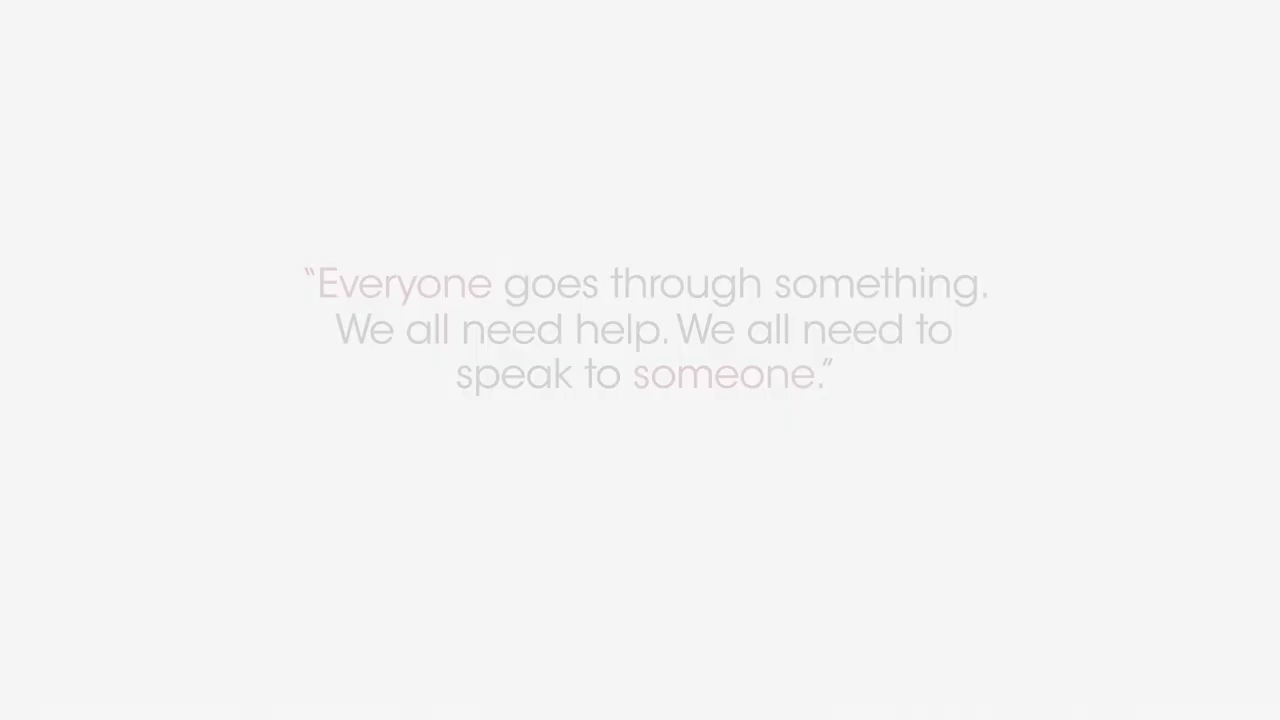 “Everyone goes through something.
We all need help. We all need to
speak to someone.”